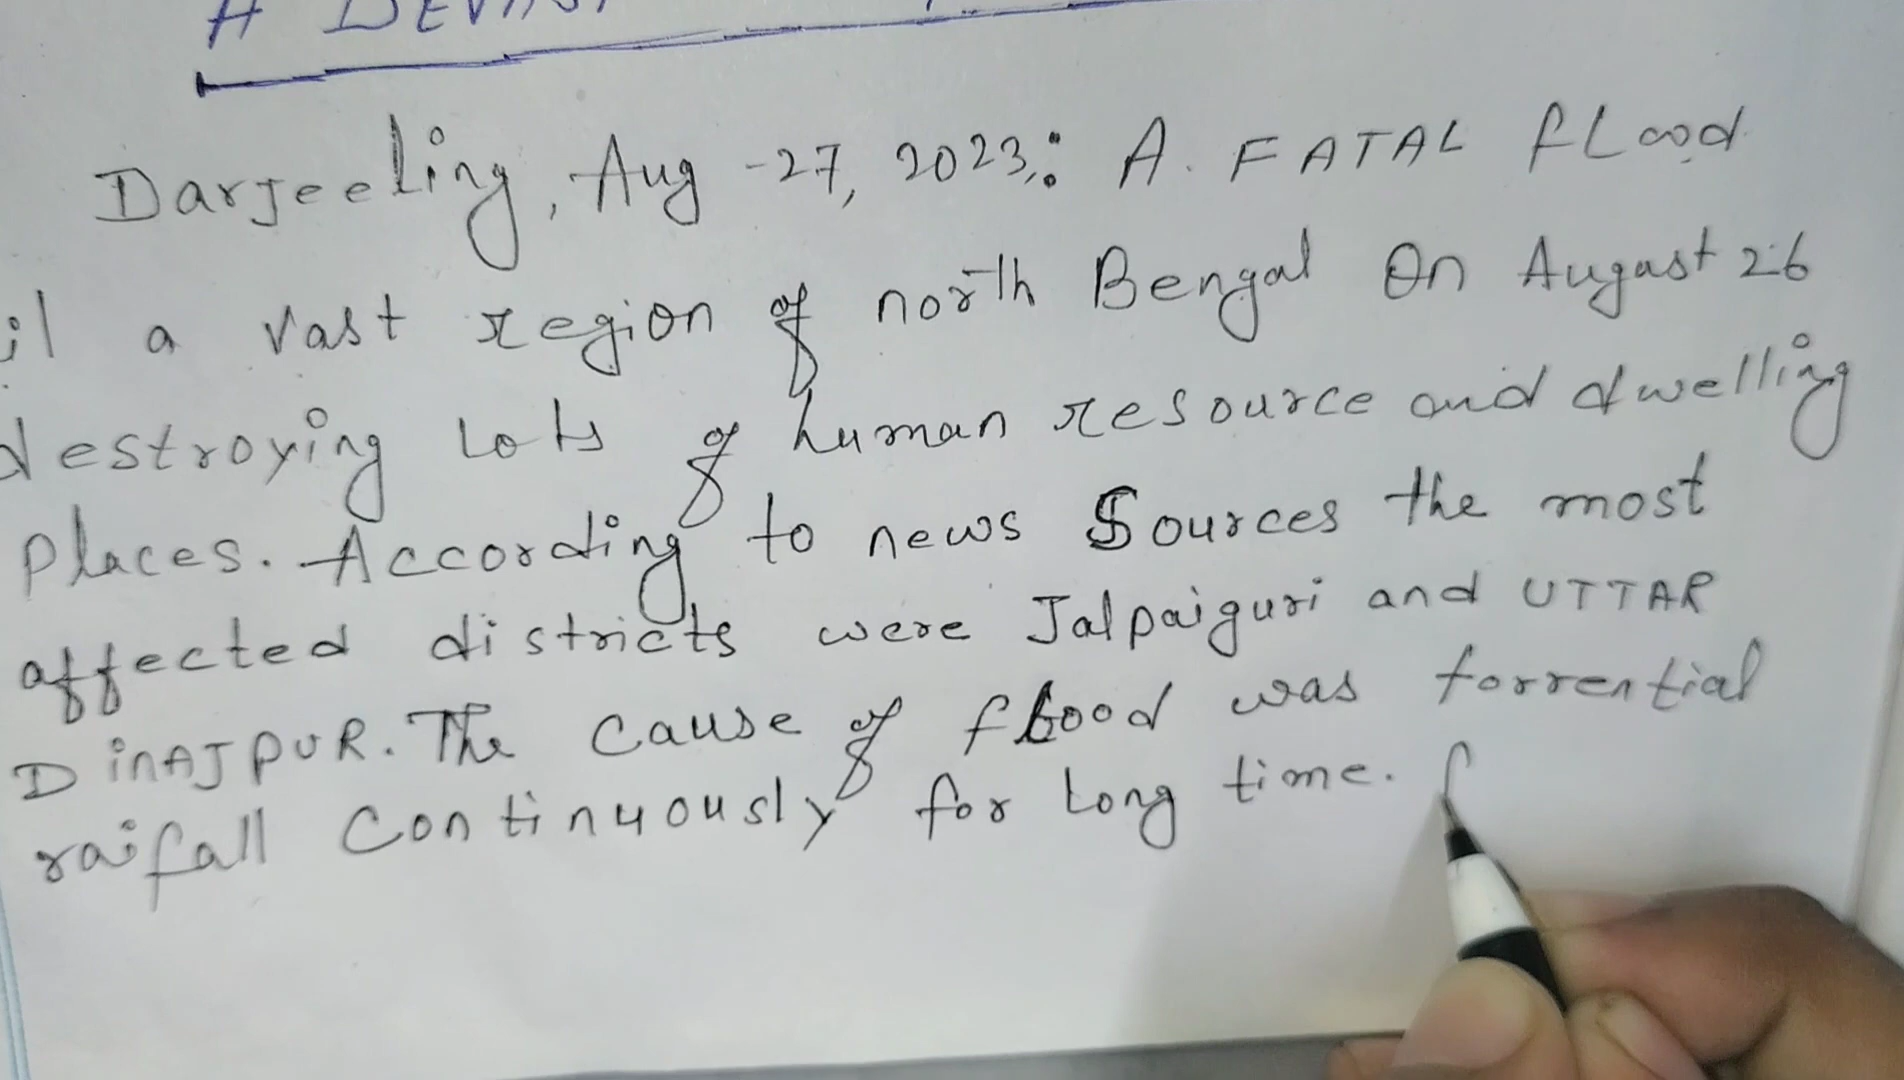 A
Darjeeling, Aug -27, 2023,: A. FATAL fLood
a vast region of north Bengal On August 26
destroying Lots of human resource and dwelling
places. According to news Sources the most
affected districts were Jalpaiguri and UTTAR
DinAJPUR. The Cause of flood was torrential
raifall Continuously for Long time.